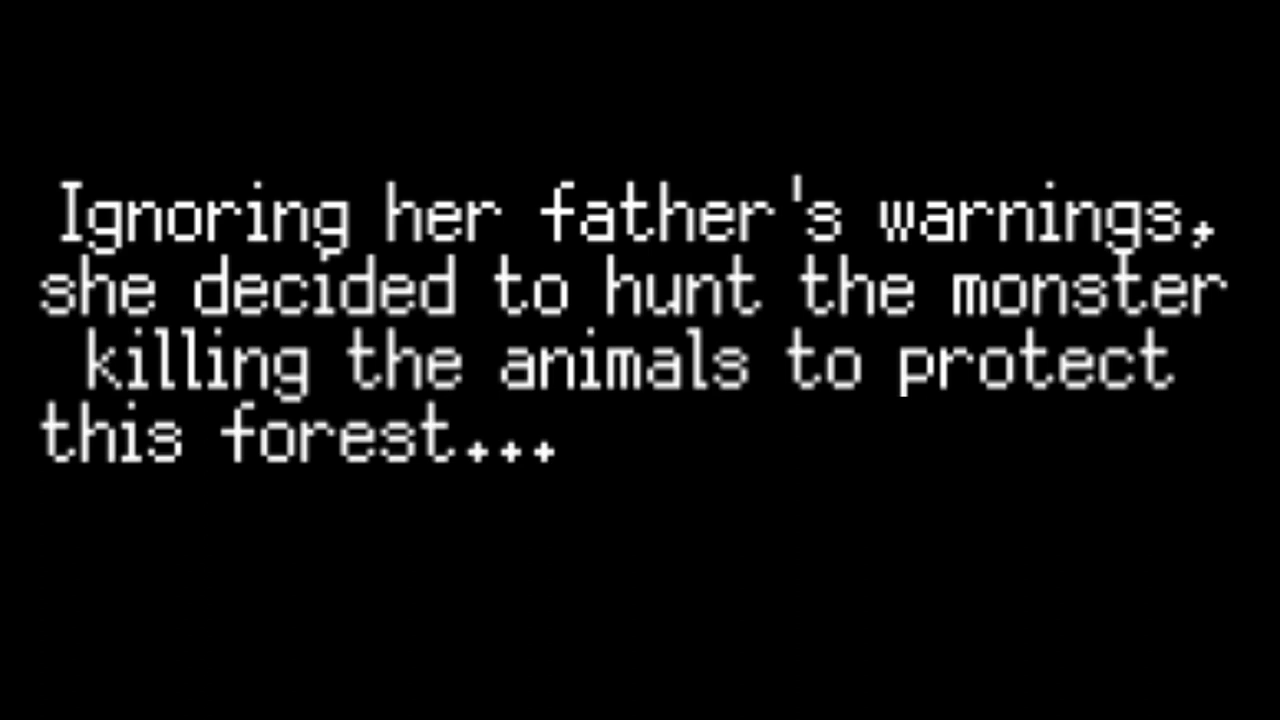 Ignoring her father's warnings,
she decided to hunt the monster
killing the animals to protect
this forest...